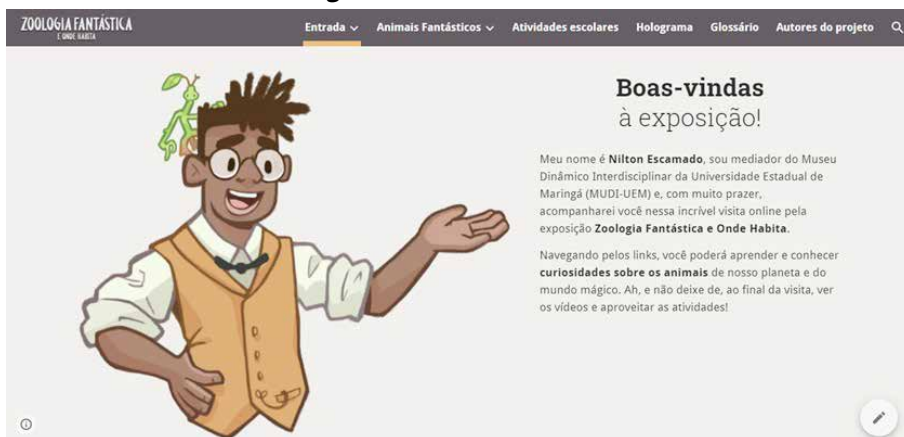 ZOOLOGIA FANTÁSTICA
E ONDE HABITA
Entrada
Animais Fantásticos
Atividades escolares
Holograma
Glossário
Autores do projeto
Boas-vindas
à exposição!
Meu nome é Nilton Escamado, sou mediador do Museu
Dinâmico Interdisciplinar da Universidade Estadual de
Maringá (MUDI-UEM) e, com muito prazer,
acompanharei você nessa incrível visita online pela
exposição Zoologia Fantástica e Onde Habita.
Navegando pelos links, você poderá aprender e conhecer
curiosidades sobre os animais de nosso planeta e do
mundo mágico. Ah, e não deixe de, ao final da visita, ver
os vídeos e aproveitar as atividades!